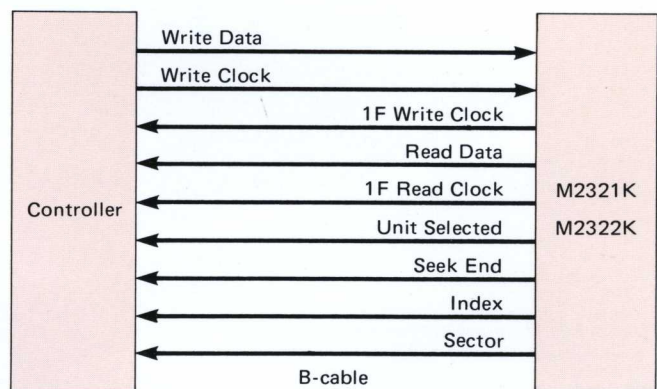 Write Data
Write Clock
1F Write Clock
Read Data
1F Read Clock
Unit Selected
Seek End
Index
Sector
Controller
M2321K
M2322K
B-cable